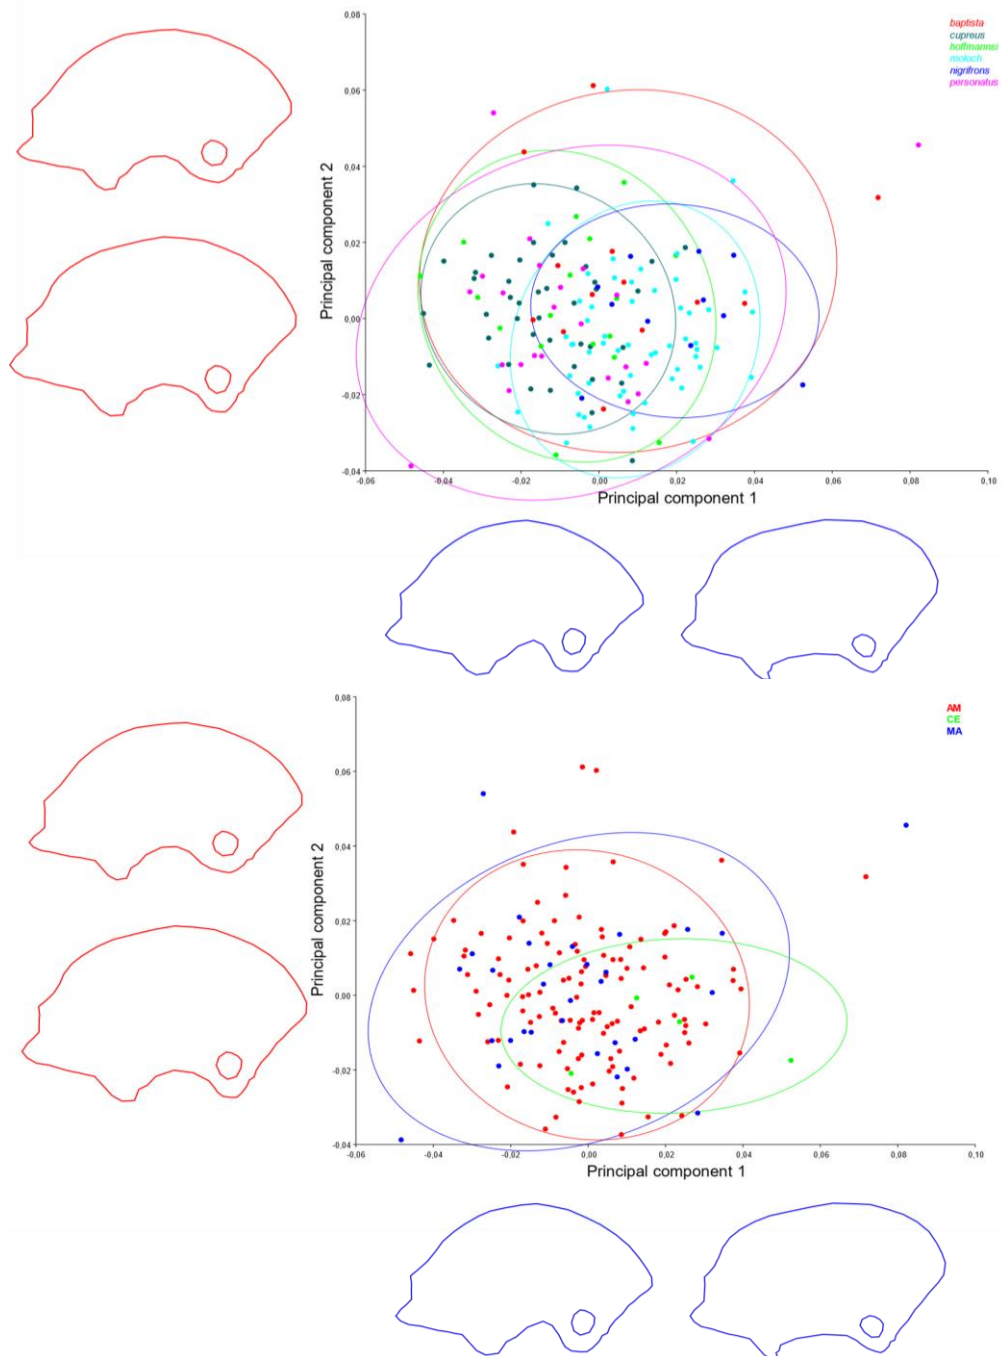 0,08
baptista
cupreus
hoffmannsi
moloch
nigrifrons
personatus
0,06
0,04
Principal component 2
0,02
0,00
-0,02
-0,04
-0,06
-0,04
-0,02
0,00
0,02
0,04
0,06
0,08
0,10
Principal component 1
0,08
AM
CE
MA
0,06
0,04
Principal component 2
0,02
0,00
-0,02
-0,04
-0,06
-0,04
-0,02
0,00
0,02
0,04
0,06
0,08
0,10
Principal component 1